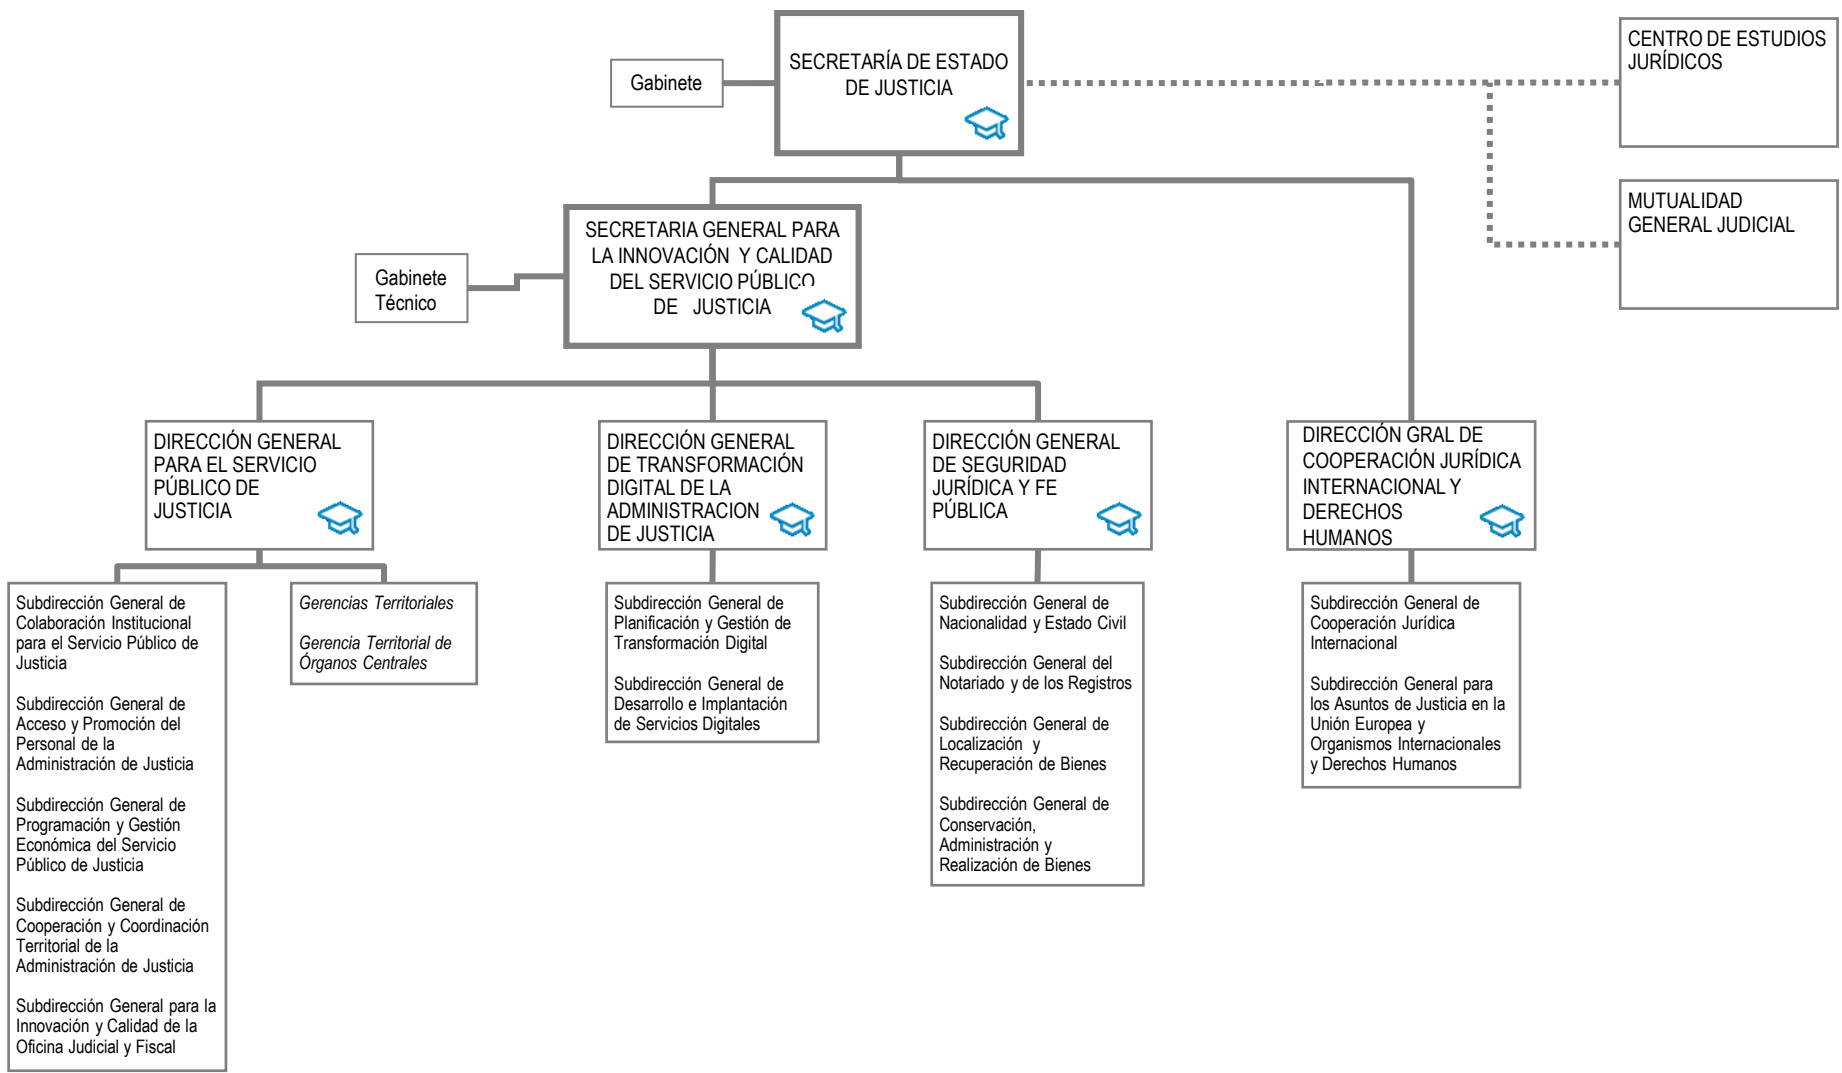 SECRETARÍA DE ESTADO
DE JUSTICIA
Gabinete
CENTRO DE ESTUDIOS
JURÍDICOS
MUTUALIDAD
GENERAL JUDICIAL
SECRETARIA GENERAL PARA
LA INNOVACIÓN Y CALIDAD
DEL SERVICIO PÚBLICO
DE JUSTICIA
Gabinete
Técnico
DIRECCIÓN GENERAL
PARA EL SERVICIO
PÚBLICO DE
JUSTICIA
DIRECCIÓN GENERAL
DE TRANSFORMACIÓN
DIGITAL DE LA
ADMINISTRACION
DE JUSTICIA
DIRECCIÓN GENERAL
DE SEGURIDAD
JURÍDICA Y FE
PÚBLICA
DIRECCIÓN GRAL DE
COOPERACIÓN JURÍDICA
INTERNACIONAL Y
DERECHOS
HUMANOS
Subdirección General de
Colaboración Institucional
para el Servicio Público de
Justicia
Subdirección General de
Acceso y Promoción del
Personal de la
Administración de Justicia
Subdirección General de
Programación y Gestión
Económica del Servicio
Público de Justicia
Subdirección General de
Cooperación y Coordinación
Territorial de la
Administración de Justicia
Subdirección General para la
Innovación y Calidad de la
Oficina Judicial y Fiscal
Gerencias Territoriales
Gerencia Territorial de
Órganos Centrales
Subdirección General de
Planificación y Gestión de
Transformación Digital
Subdirección General de
Desarrollo e Implantación
de Servicios Digitales
Subdirección General de
Nacionalidad y Estado Civil
Subdirección General del
Notariado y de los Registros
Subdirección General de
Localización y
Recuperación de Bienes
Subdirección General de
Conservación,
Administración y
Realización de Bienes
Subdirección General de
Cooperación Jurídica
Internacional
Subdirección General para
los Asuntos de Justicia en la
Unión Europea y
Organismos Internacionales
y Derechos Humanos